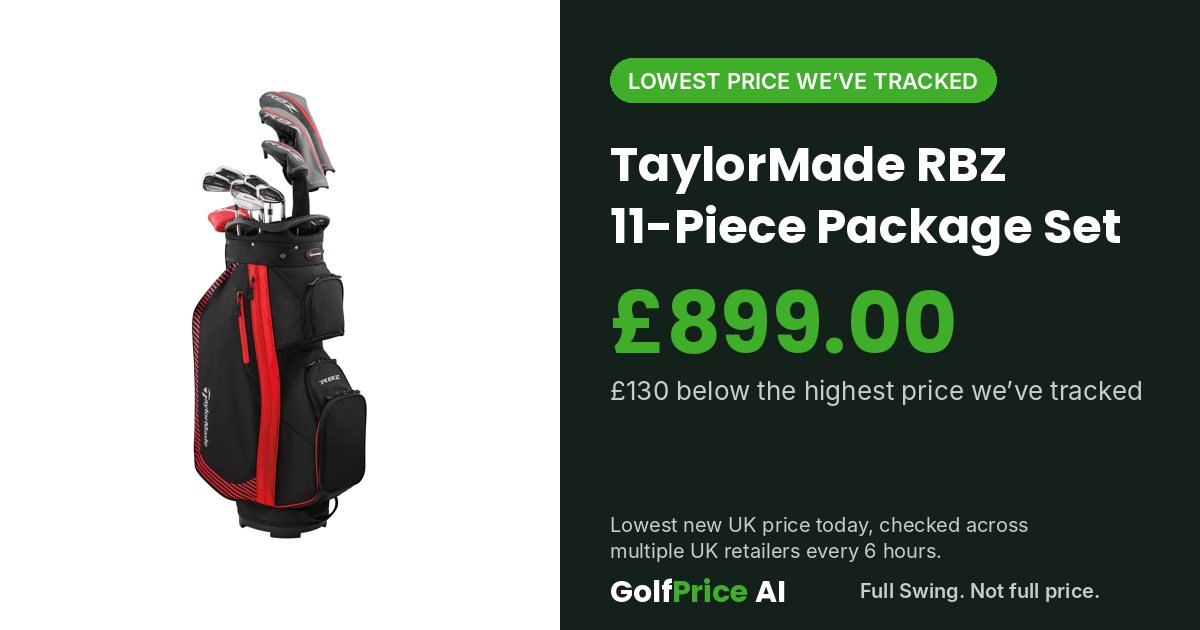 LOWEST PRICE WE’VE TRACKED
TaylorMade RBZ
11-Piece Package Set
£899.00
£130 below the highest price we’ve tracked
Lowest new UK price today, checked across
multiple UK retailers every 6 hours.
GolfPrice AI
Full Swing. Not full price.
RBZ
RBZ
TaylorMade
RBZ